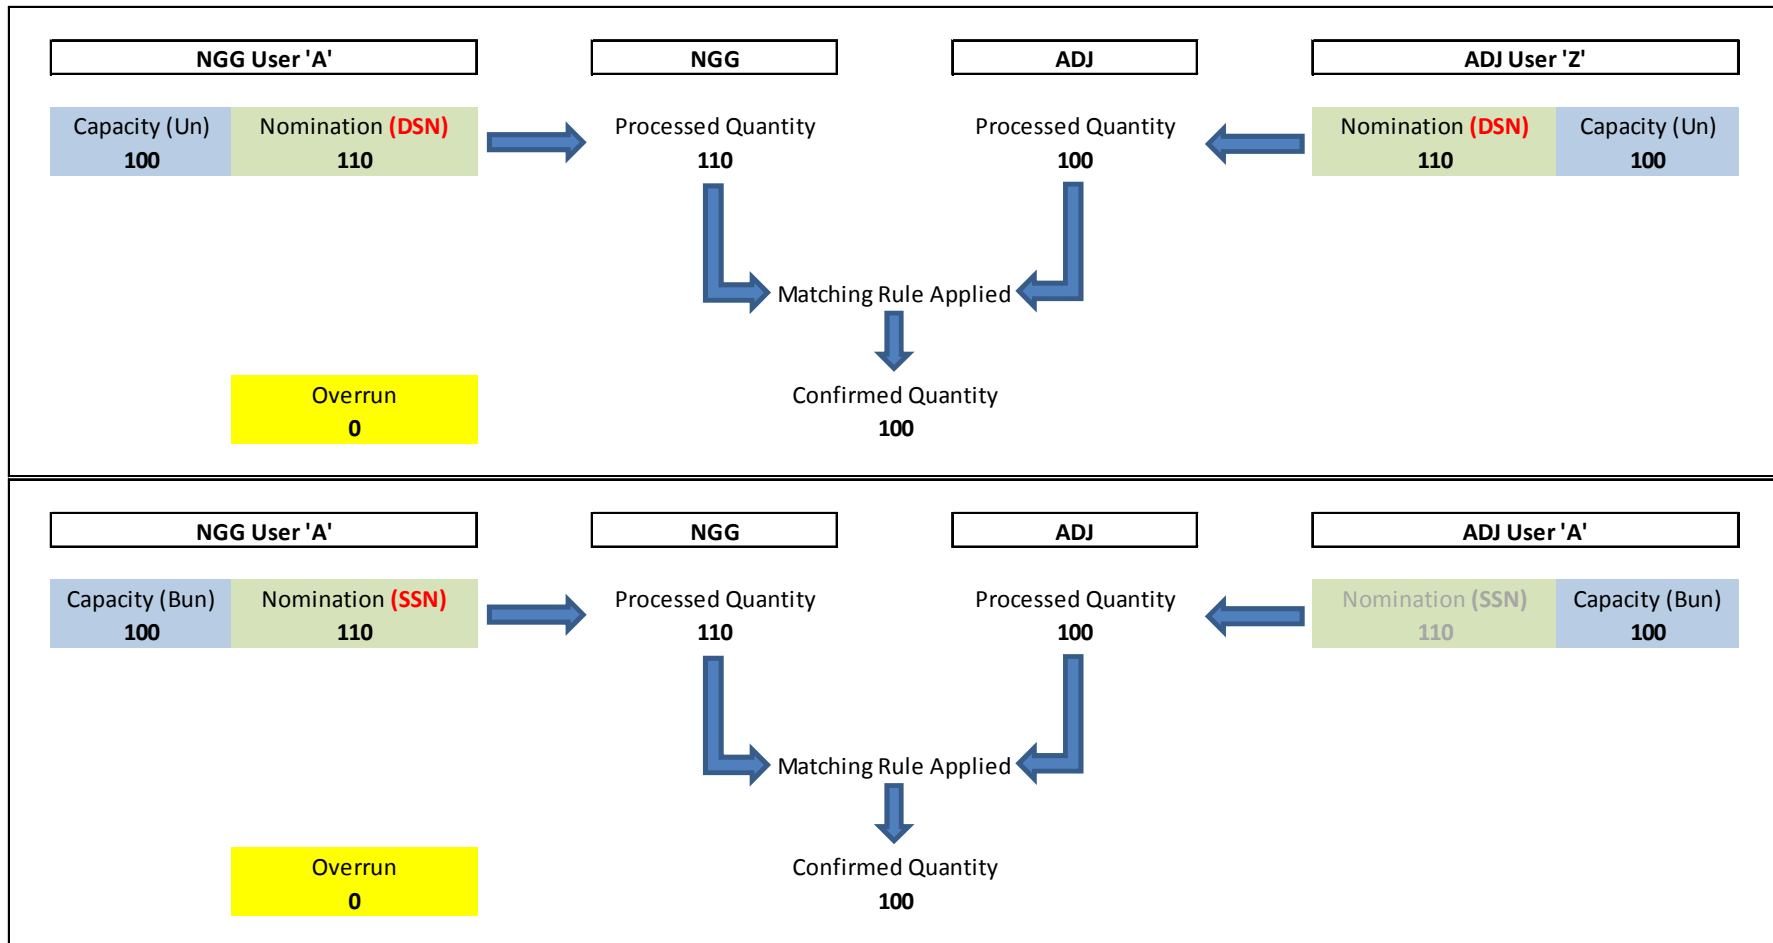 NGG User 'A'
NGG
ADJ
ADJ User 'Z'
Capacity (Un)
100
Nomination (DSN)
110
Processed Quantity
110
Processed Quantity
100
Nomination (DSN)
110
Capacity (Un)
100
Matching Rule Applied
Overrun
0
Confirmed Quantity
100
NGG User 'A'
NGG
ADJ
ADJ User 'A'
Capacity (Bun)
100
Nomination (SSN)
110
Processed Quantity
110
Processed Quantity
100
Nomination (SSN)
110
Capacity (Bun)
100
Matching Rule Applied
Overrun
0
Confirmed Quantity
100